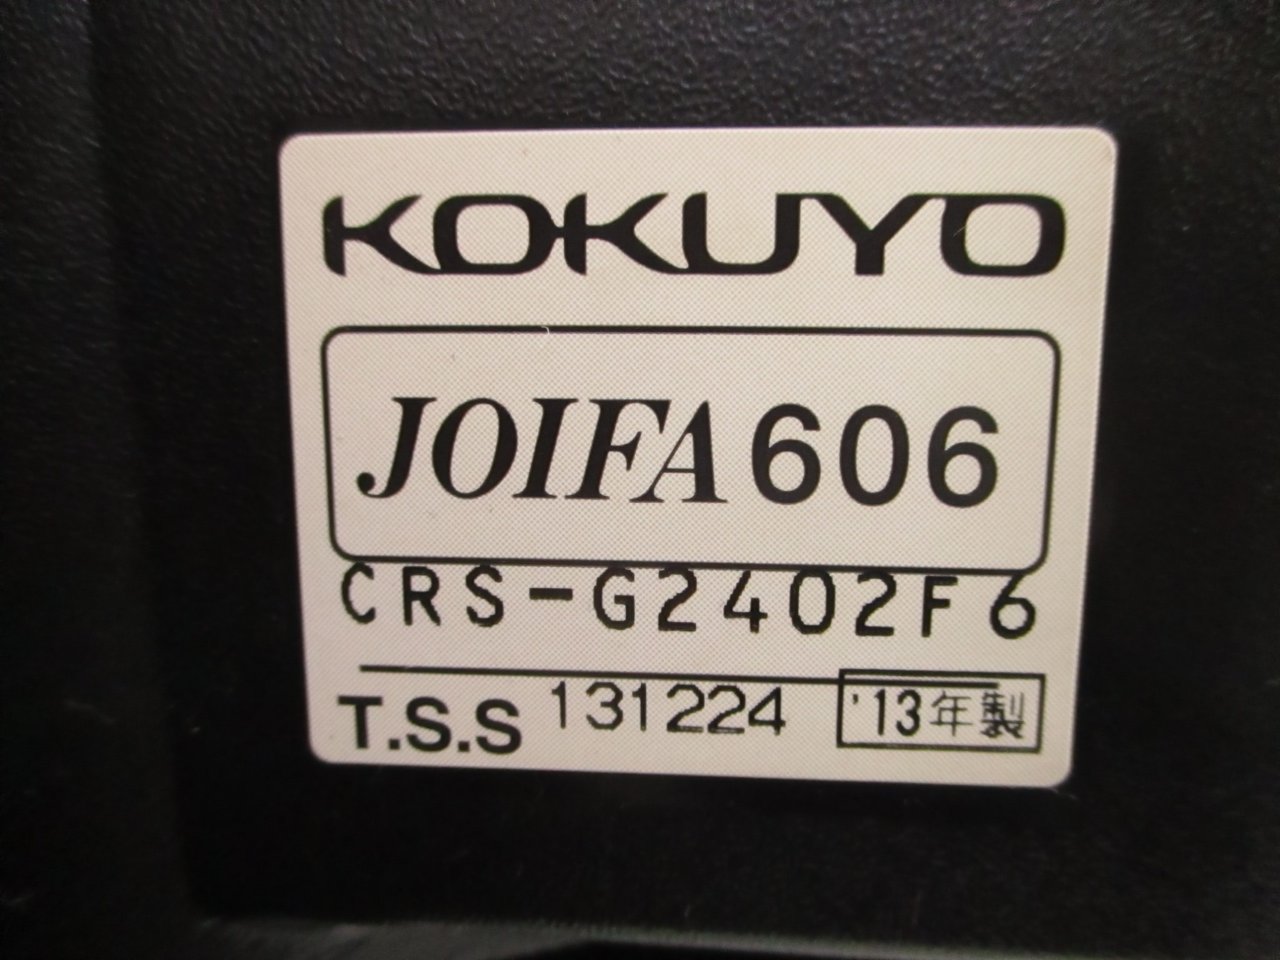 KOKUYO
JOIFA 606
CRS-G2402F6
T.S.S 131224 '13年製